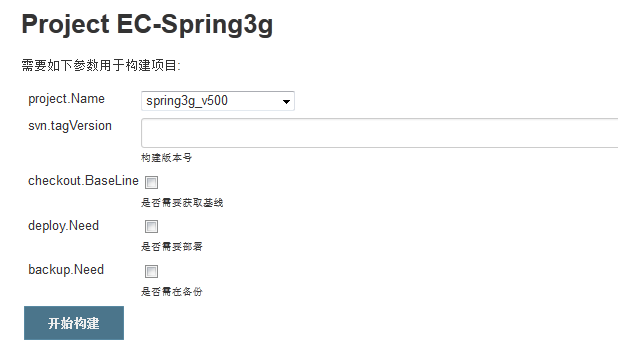 Project EC-Spring3g
需要如下参数用于构建项目:
project.Name
spring3g_v500
svn.tagVersion
构建版本号
checkout.BaseLine
是否需要获取基线
deploy.Need
是否需要部署
backup.Need
是否需在备份
开始构建